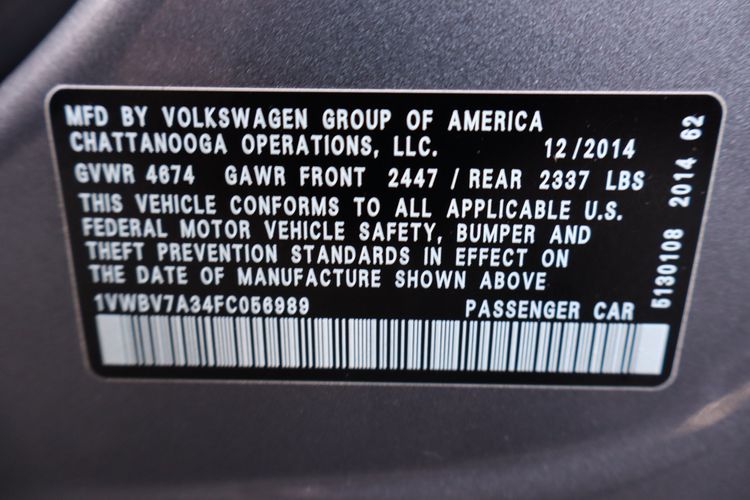 MFD BY VOLKSWAGEN GROUP OF AMERICA
CHATTANOOGA OPERATIONS, LLC. 12/2014
GVWR 4674 GAWR FRONT 2447 / REAR 2337 LBS
THIS VEHICLE CONFORMS TO ALL APPLICABLE U.S.
FEDERAL MOTOR VEHICLE SAFETY, BUMPER AND
THEFT PREVENTION STANDARDS IN EFFECT ON
THE DATE OF MANUFACTURE SHOWN ABOVE
1VWBV7A34FC056989 PASSENGER CAR
5130108 2014 62